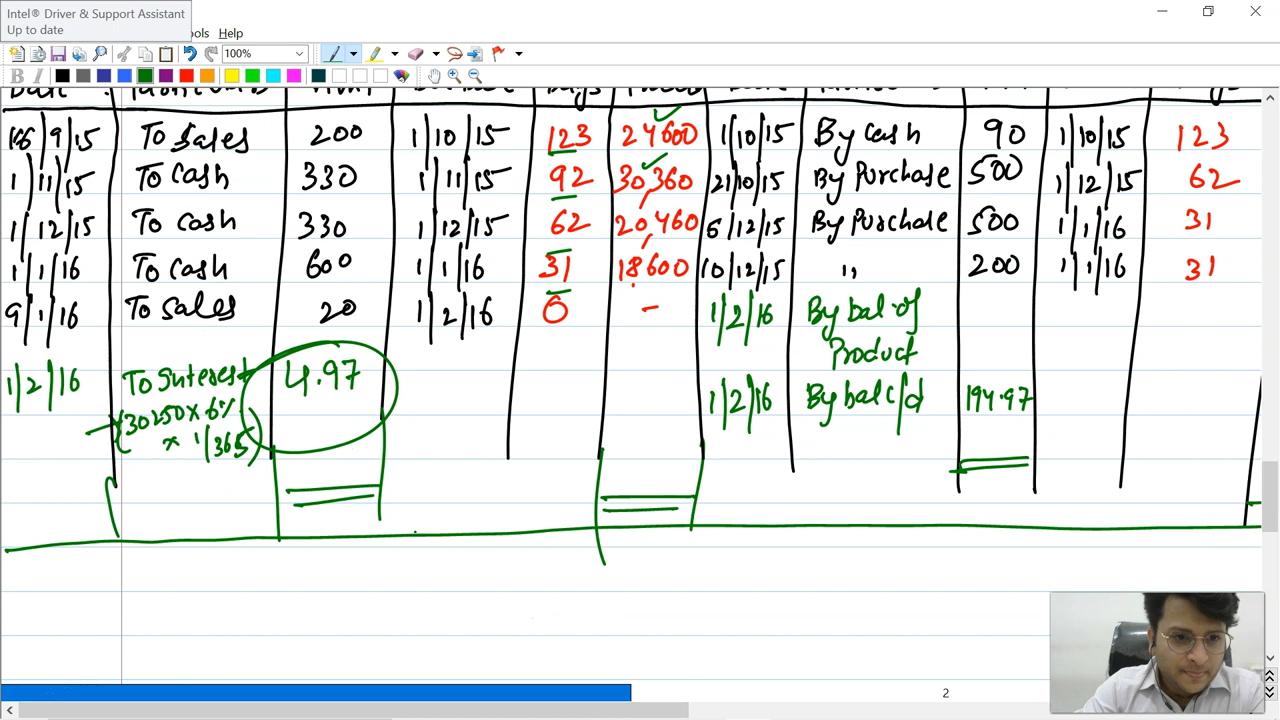 Intel® Driver & Support Assistant
Up to date
Help
100%
B I
16/9/15 To Sales 200 1/10/15 123 24600 1/10/15 By Cash 90 1/10/15 123
1/11/15 To Cash 330 1/11/15 92 30360 21/10/15 By Purchase 500 1/12/15 62
1/12/15 To Cash 330 1/12/15 62 20460 5/12/15 By Purchase 500 1/1/16 31
1/1/16 To Cash 600 1/1/16 31 18600 10/12/15 ,, 200 1/1/16 31
9/1/16 To Sales 20 1/2/16 0 - 1/2/16 By bal of
Product
1/2/16 To Interest 4.97 1/2/16 By bal c/d 194.97
(30250 x 6%
x 1/365)
2